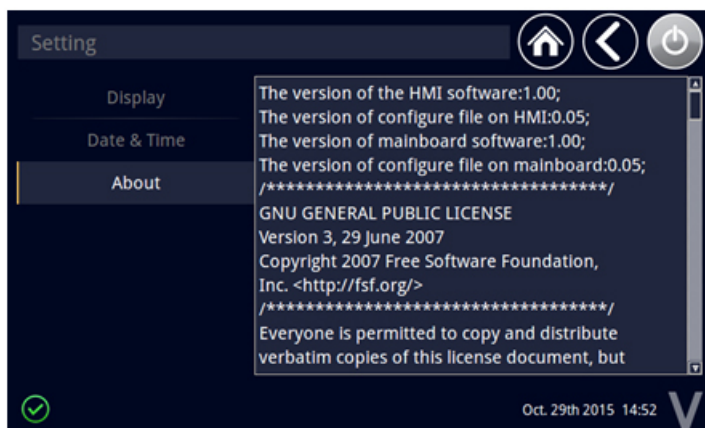 Setting
Display
Date & Time
About
The version of the HMI software:1.00;
The version of configure file on HMI:0.05;
The version of mainboard software:1.00;
The version of configure file on mainboard:0.05;
/***********************************/
GNU GENERAL PUBLIC LICENSE
Version 3, 29 June 2007
Copyright 2007 Free Software Foundation,
Inc. <http://fsf.org/>
/***********************************/
Everyone is permitted to copy and distribute
verbatim copies of this license document, but
Oct. 29th 2015 14:52
V